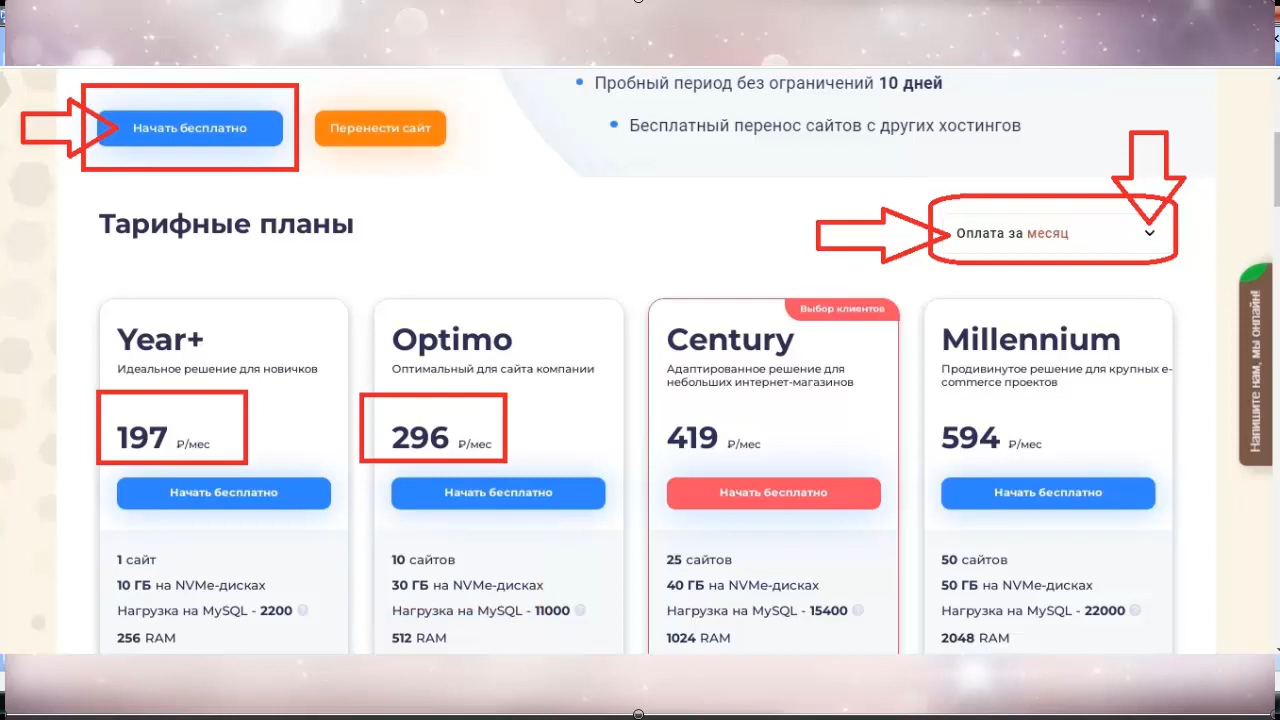 Пробный период без ограничений 10 дней
Начать бесплатно
Перенести сайт
Бесплатный перенос сайтов с других хостингов
Тарифные планы
Оплата за месяц
Напишите нам, мы онлайн!
Year+
Идеальное решение для новичков
197 ₽/мес
Начать бесплатно
1 сайт
10 ГБ на NVMe-дисках
Нагрузка на MySQL - 2200
256 RAM
Optimo
Оптимальный для сайта компании
296 ₽/мес
Начать бесплатно
10 сайтов
30 ГБ на NVMe-дисках
Нагрузка на MySQL - 11000
512 RAM
Выбор клиентов
Century
Адаптированное решение для
небольших интернет-магазинов
419 ₽/мес
Начать бесплатно
25 сайтов
40 ГБ на NVMe-дисках
Нагрузка на MySQL - 15400
1024 RAM
Millennium
Продвинутое решение для крупных e-
commerce проектов
594 ₽/мес
Начать бесплатно
50 сайтов
50 ГБ на NVMe-дисках
Нагрузка на MySQL - 22000
2048 RAM